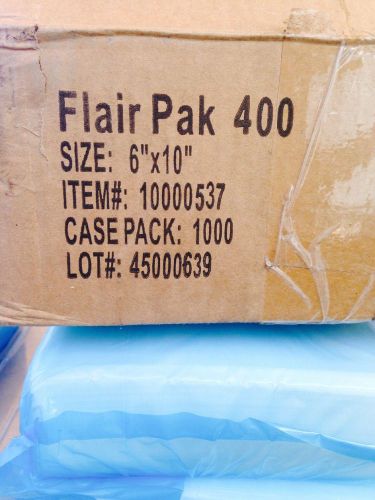 Flair Pak 400
SIZE: 6"x10"
ITEM#: 10000537
CASE PACK: 1000
LOT#: 45000639